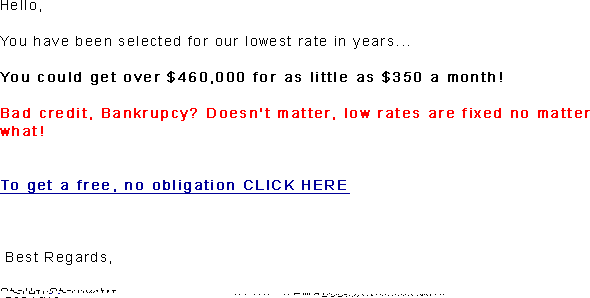 Hello,
You have been selected for our lowest rate in years...
You could get over $460,000 for as little as $350 a month!
Bad credit, Bankrupcy? Doesn't matter, low rates are fixed no matter
what!
To get a free, no obligation CLICK HERE
Best Regards,